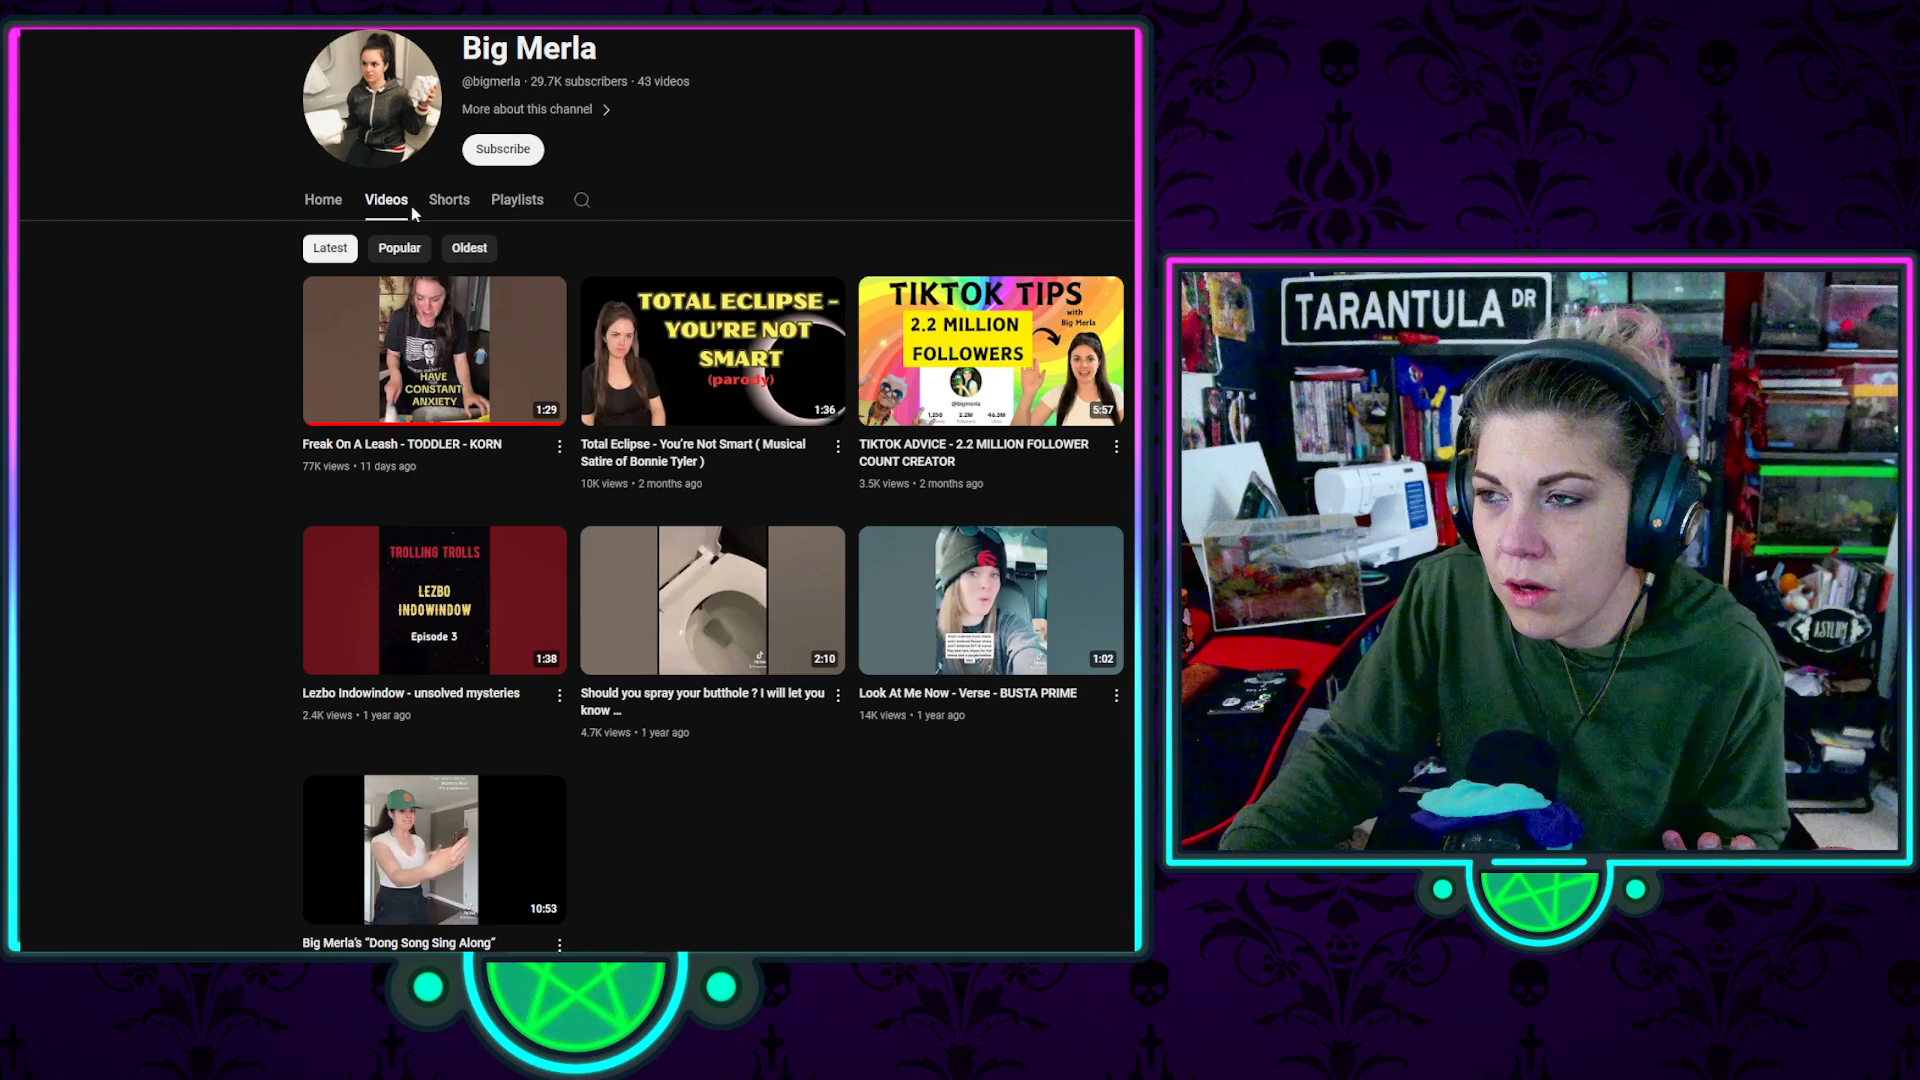 Big Merla
@bigmerla · 29.7K subscribers · 43 videos
More about this channel
Subscribe
Home Videos Shorts Playlists
Latest Popular Oldest
HAVE
CONSTANT
ANXIETY
1:29
TOTAL ECLIPSE -
YOU'RE NOT
SMART
(parody)
1:36
TIKTOK TIPS
with
Big Merla
2.2 MILLION
FOLLOWERS
@bigmerla
2.2M
5:57
Freak On A Leash - TODDLER - KORN
77K views • 11 days ago
Total Eclipse - You're Not Smart ( Musical
Satire of Bonnie Tyler )
10K views • 2 months ago
TIKTOK ADVICE - 2.2 MILLION FOLLOWER
COUNT CREATOR
3.5K views • 2 months ago
TROLLING TROLLS
LEZBO
INDOWINDOW
Episode 3
1:38
2:10
1:02
Lezbo Indowindow - unsolved mysteries
2.4K views • 1 year ago
Should you spray your butthole ? I will let you
know ...
4.7K views • 1 year ago
Look At Me Now - Verse - BUSTA PRIME
14K views • 1 year ago
10:53
Big Merla's “Dong Song Sing Along”
TARANTULA DR
ASYLUM